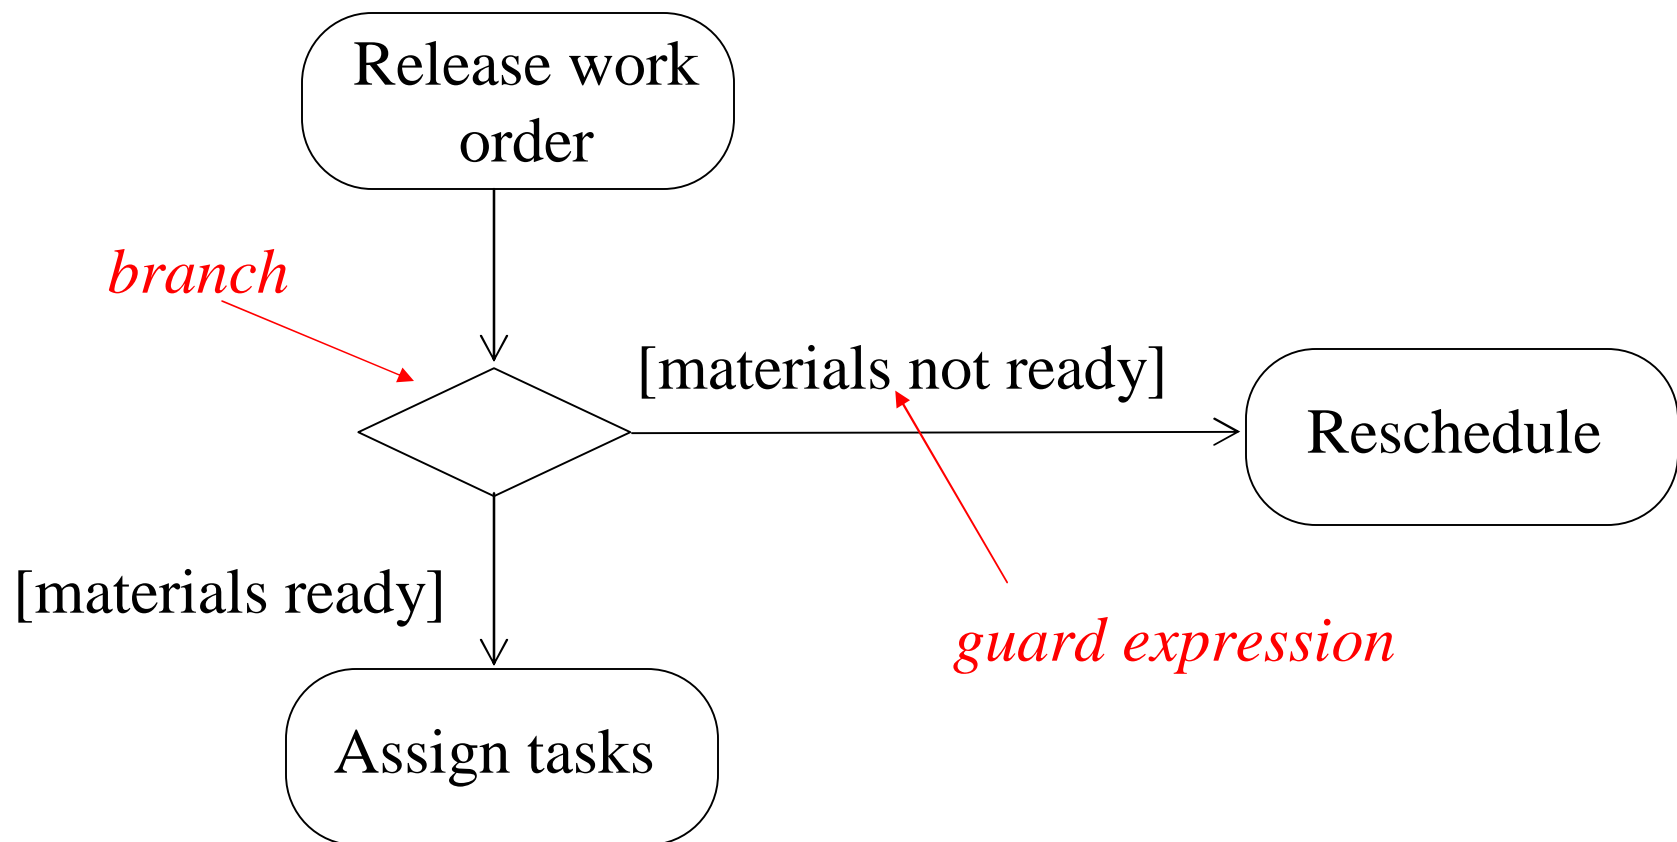 Release work
order
branch
[materials not ready]
Reschedule
[materials ready]
guard expression
Assign tasks